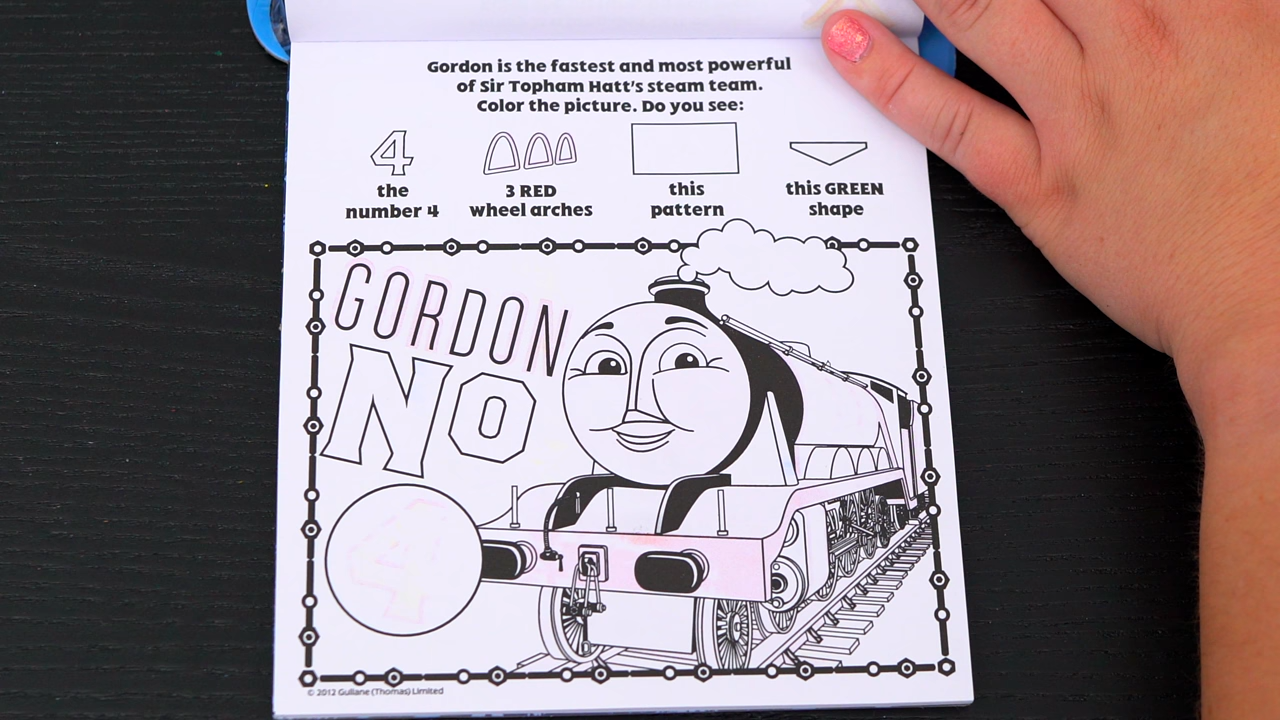 Gordon is the fastest and most powerful
of Sir Topham Hatt's steam team.
Color the picture. Do you see:
4
the
number 4
3 RED
wheel arches
this
pattern
this GREEN
shape
GORDON
NO
4
© 2012 Gullane (Thomas) Limited